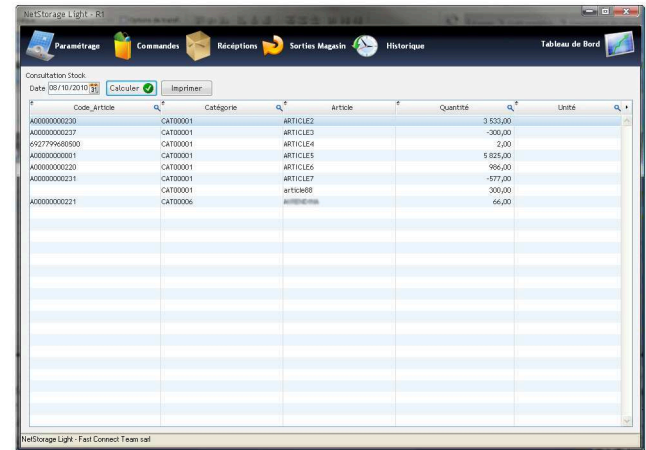 NetStorage Light - R1
Paramétrage Commandes Récéptions Sorties Magasin Historique Tableau de Bord
Consultation Stock
Date 08/10/2010 31 Calculer Imprimer
Code_Article Catégorie Article Quantité Unité
A00000000230 CAT00001 ARTICLE2 3 533,00
A00000000237 CAT00001 ARTICLE3 -300,00
6927799680500 CAT00001 ARTICLE4 2,00
A00000000001 CAT00001 ARTICLE5 5 825,00
A00000000220 CAT00001 ARTICLE6 986,00
A00000000231 CAT00001 ARTICLE7 -577,00
CAT00001 article88 300,00
A00000000221 CAT00006 66,00
NetStorage Light - Fast Connect Team sarl